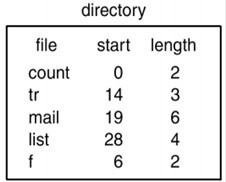 directory
file start length
count 0 2
tr 14 3
mail 19 6
list 28 4
f 6 2